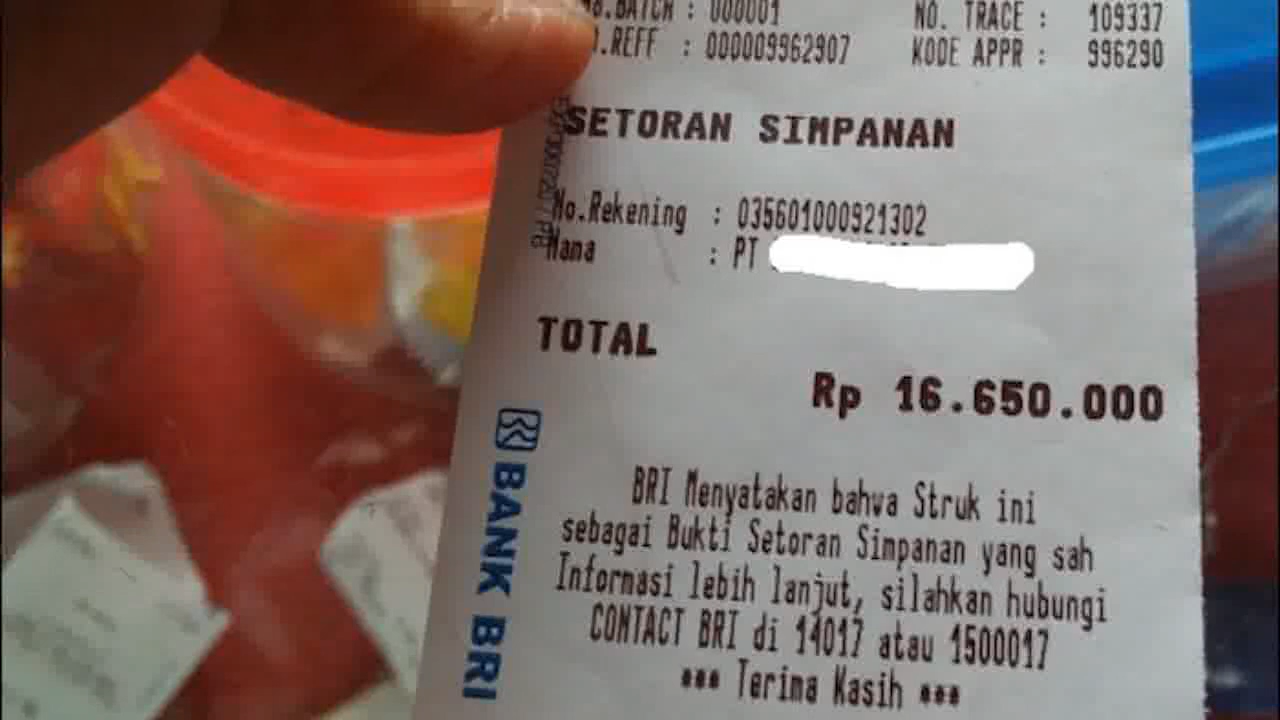 .BATCH : 000001 NO. TRACE : 109337
.REFF : 000009962907 KODE APPR : 996290
SETORAN SIMPANAN
No.Rekening : 035601000921302
Nama : PT
TOTAL
Rp 16.650.000
BRI Menyatakan bahwa Struk ini
sebagai Bukti Setoran Simpanan yang sah
Informasi lebih lanjut, silahkan hubungi
CONTACT BRI di 14017 atau 1500017
*** Terima Kasih ***
BANK BRI